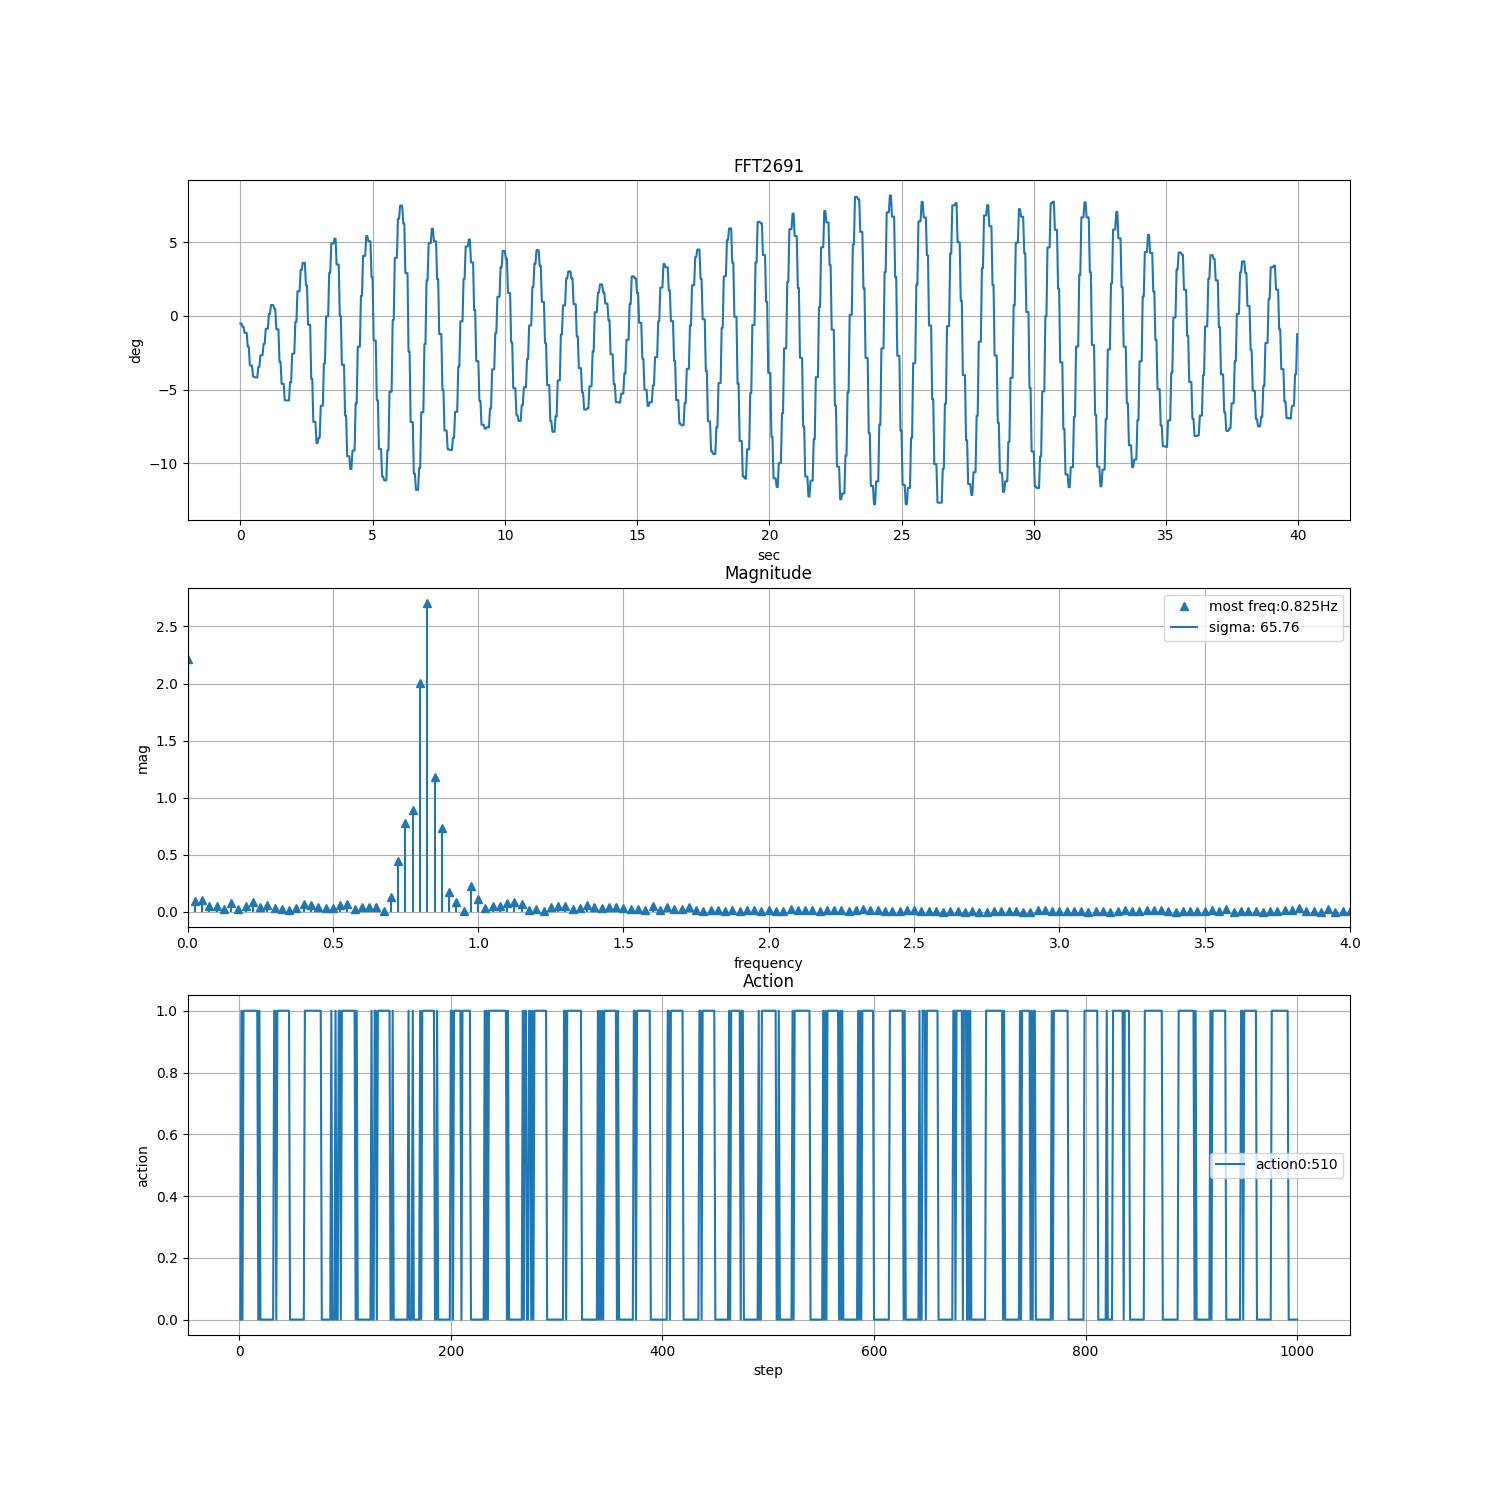 FFT2691
5
0
−5
−10
deg
0 5 10 15 20 25 30 35 40
sec
Magnitude
most freq:0.825Hz
sigma: 65.76
2.5
2.0
1.5
1.0
0.5
0.0
mag
0.0 0.5 1.0 1.5 2.0 2.5 3.0 3.5 4.0
frequency
Action
1.0
0.8
0.6
0.4
0.2
0.0
action
action0:510
0 200 400 600 800 1000
step